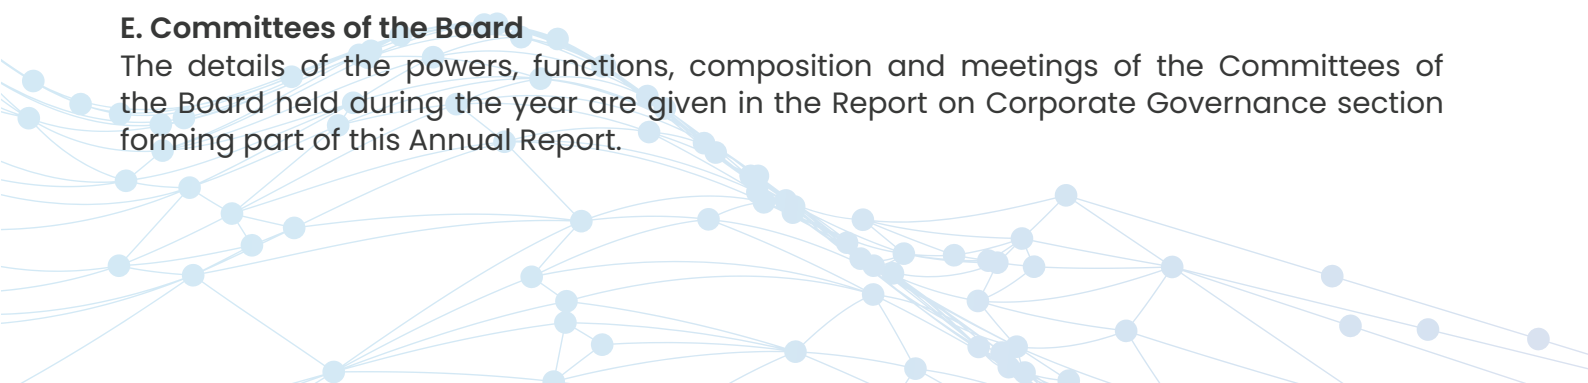 E. Committees of the Board
The details of the powers, functions, composition and meetings of the Committees of
the Board held during the year are given in the Report on Corporate Governance section
forming part of this Annual Report.